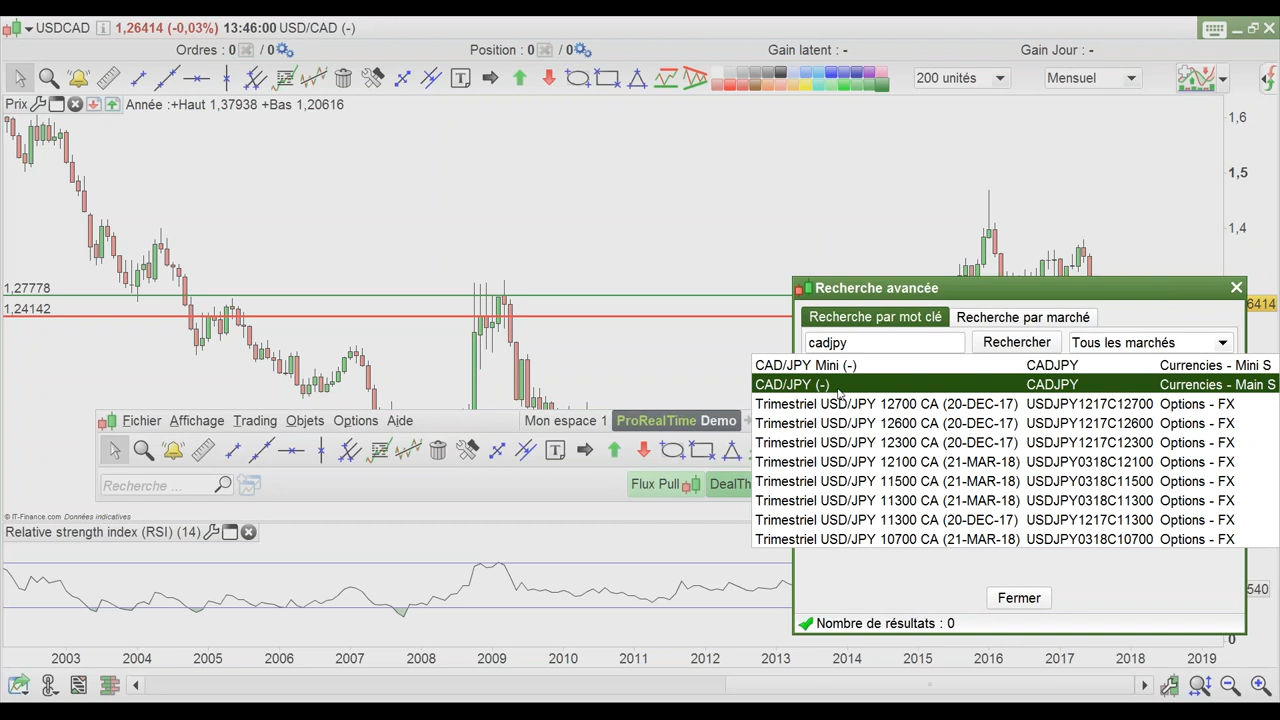 USDCAD 1,26414 (-0,03%) 13:46:00 USD/CAD (-)
Ordres : 0 / 0 Position : 0 / 0 Gain latent : - Gain Jour : -
200 unités Mensuel
Prix Année :+Haut 1,37938 +Bas 1,20616
1,6
1,5
1,4
1,27778
1,24142
6414
Recherche avancée
Recherche par mot clé Recherche par marché
cadjpy Rechercher Tous les marchés
CAD/JPY Mini (-) CADJPY Currencies - Mini S
CAD/JPY (-) CADJPY Currencies - Main S
Trimestriel USD/JPY 12700 CA (20-DEC-17) USDJPY1217C12700 Options - FX
Trimestriel USD/JPY 12600 CA (20-DEC-17) USDJPY1217C12600 Options - FX
Trimestriel USD/JPY 12300 CA (20-DEC-17) USDJPY1217C12300 Options - FX
Trimestriel USD/JPY 12100 CA (21-MAR-18) USDJPY0318C12100 Options - FX
Trimestriel USD/JPY 11500 CA (21-MAR-18) USDJPY0318C11500 Options - FX
Trimestriel USD/JPY 11300 CA (21-MAR-18) USDJPY0318C11300 Options - FX
Trimestriel USD/JPY 11300 CA (20-DEC-17) USDJPY1217C11300 Options - FX
Trimestriel USD/JPY 10700 CA (21-MAR-18) USDJPY0318C10700 Options - FX
Fermer
Nombre de résultats : 0
Fichier Affichage Trading Objets Options Aide Mon espace 1 ProRealTime Demo
Recherche ... Flux Pull DealTh
© IT-Finance.com Données indicatives
Relative strength index (RSI) (14)
540
0
2003 2004 2005 2006 2007 2008 2009 2010 2011 2012 2013 2014 2015 2016 2017 2018 2019